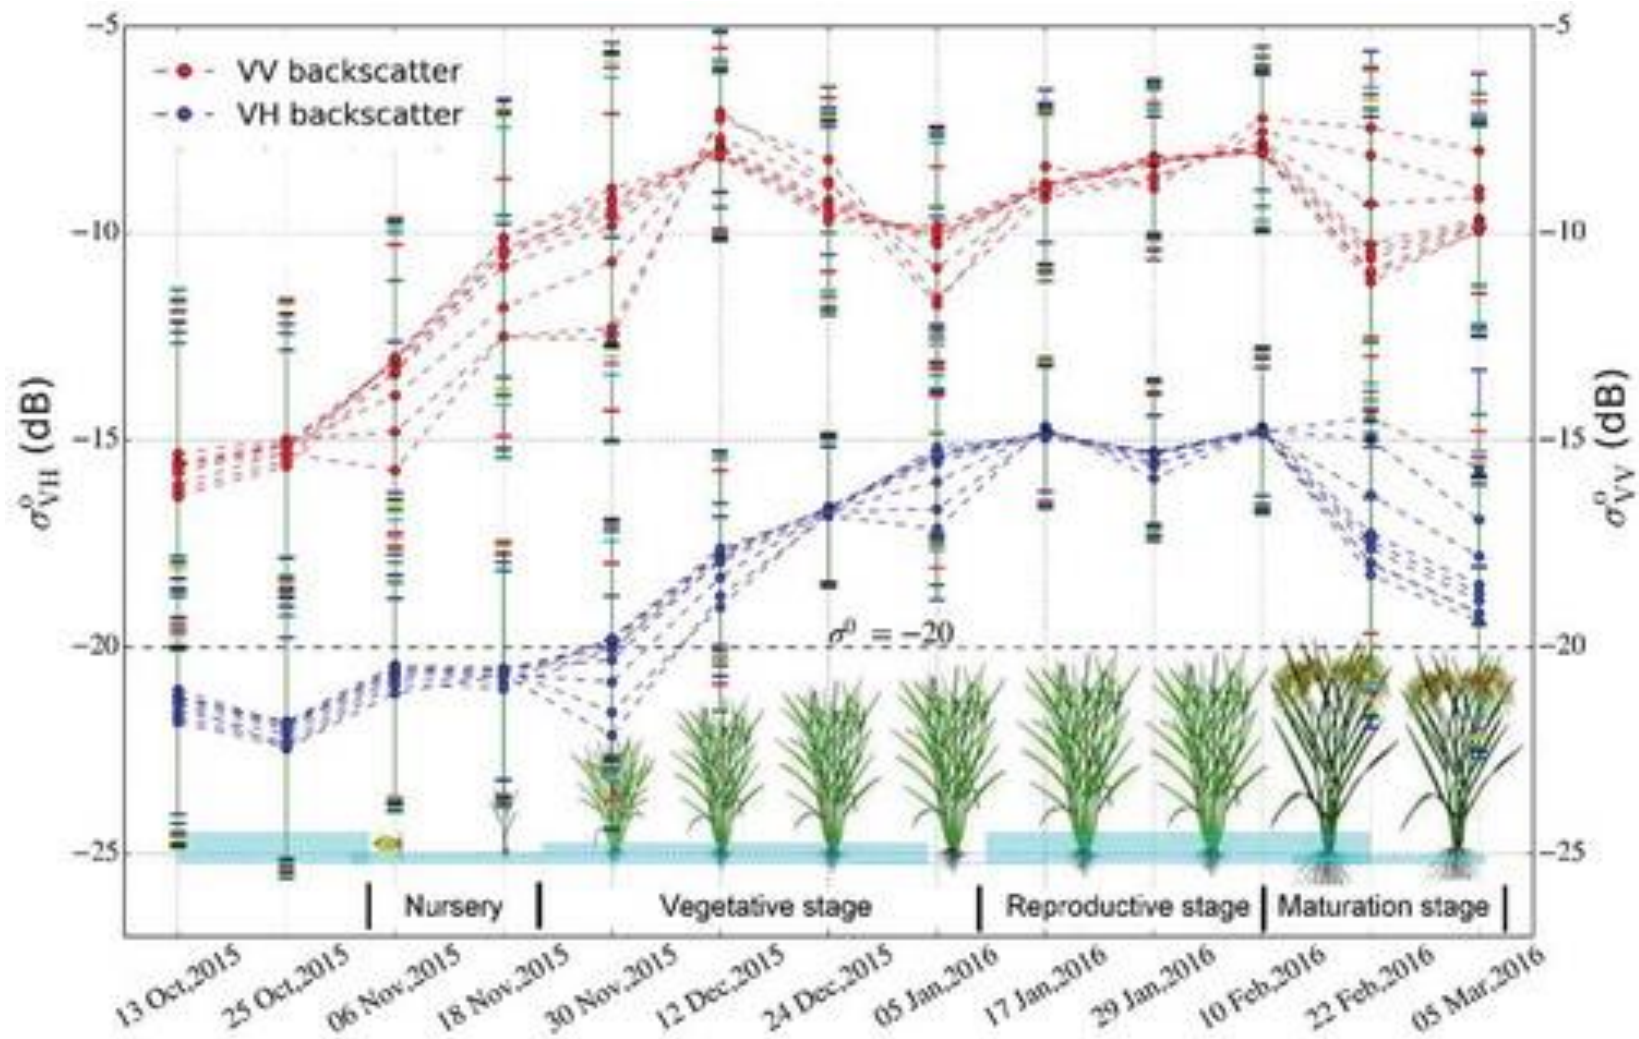 VV backscatter
VH backscatter
−5
−10
−15
−20
−25
σ°VH (dB)
−5
−10
−15
−20
−25
σ°VV (dB)
σ⁰ = −20
Nursery
Vegetative stage
Reproductive stage
Maturation stage
13 Oct,2015
25 Oct,2015
06 Nov,2015
18 Nov,2015
30 Nov,2015
12 Dec,2015
24 Dec,2015
05 Jan,2016
17 Jan,2016
29 Jan,2016
10 Feb,2016
22 Feb,2016
05 Mar,2016